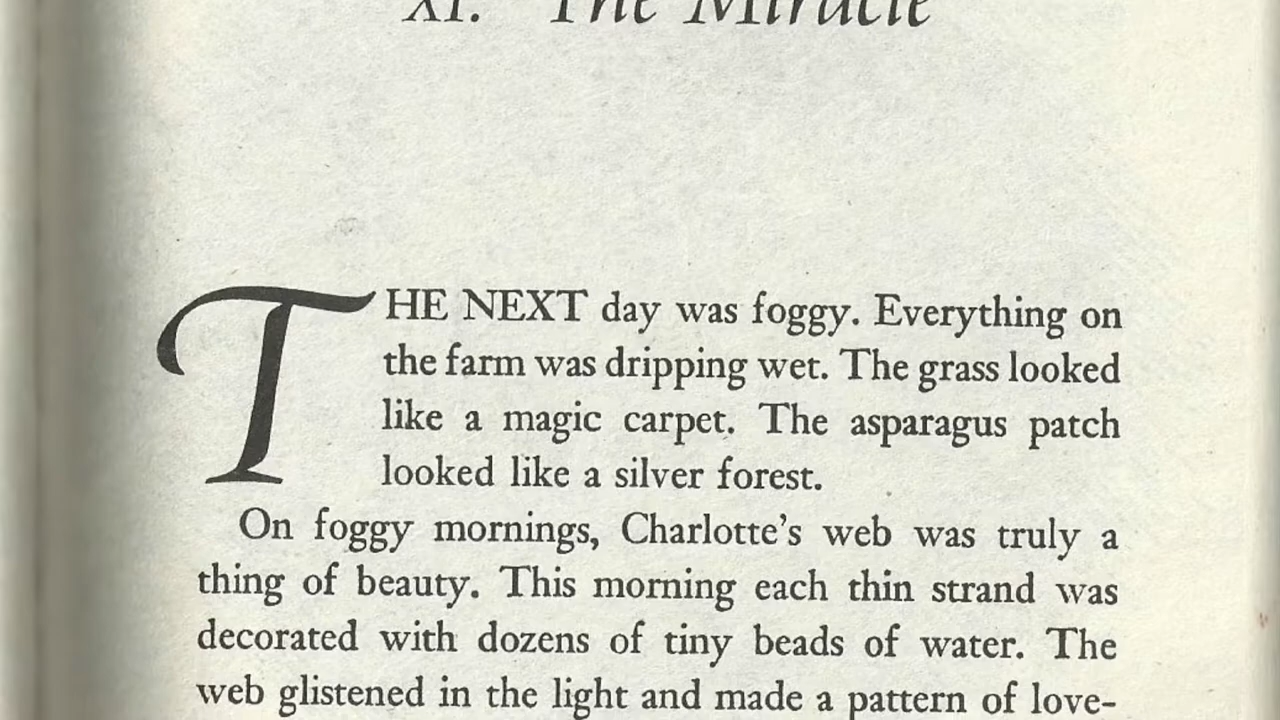 XI. The Miracle
THE NEXT day was foggy. Everything on
the farm was dripping wet. The grass looked
like a magic carpet. The asparagus patch
looked like a silver forest.
On foggy mornings, Charlotte's web was truly a
thing of beauty. This morning each thin strand was
decorated with dozens of tiny beads of water. The
web glistened in the light and made a pattern of love-